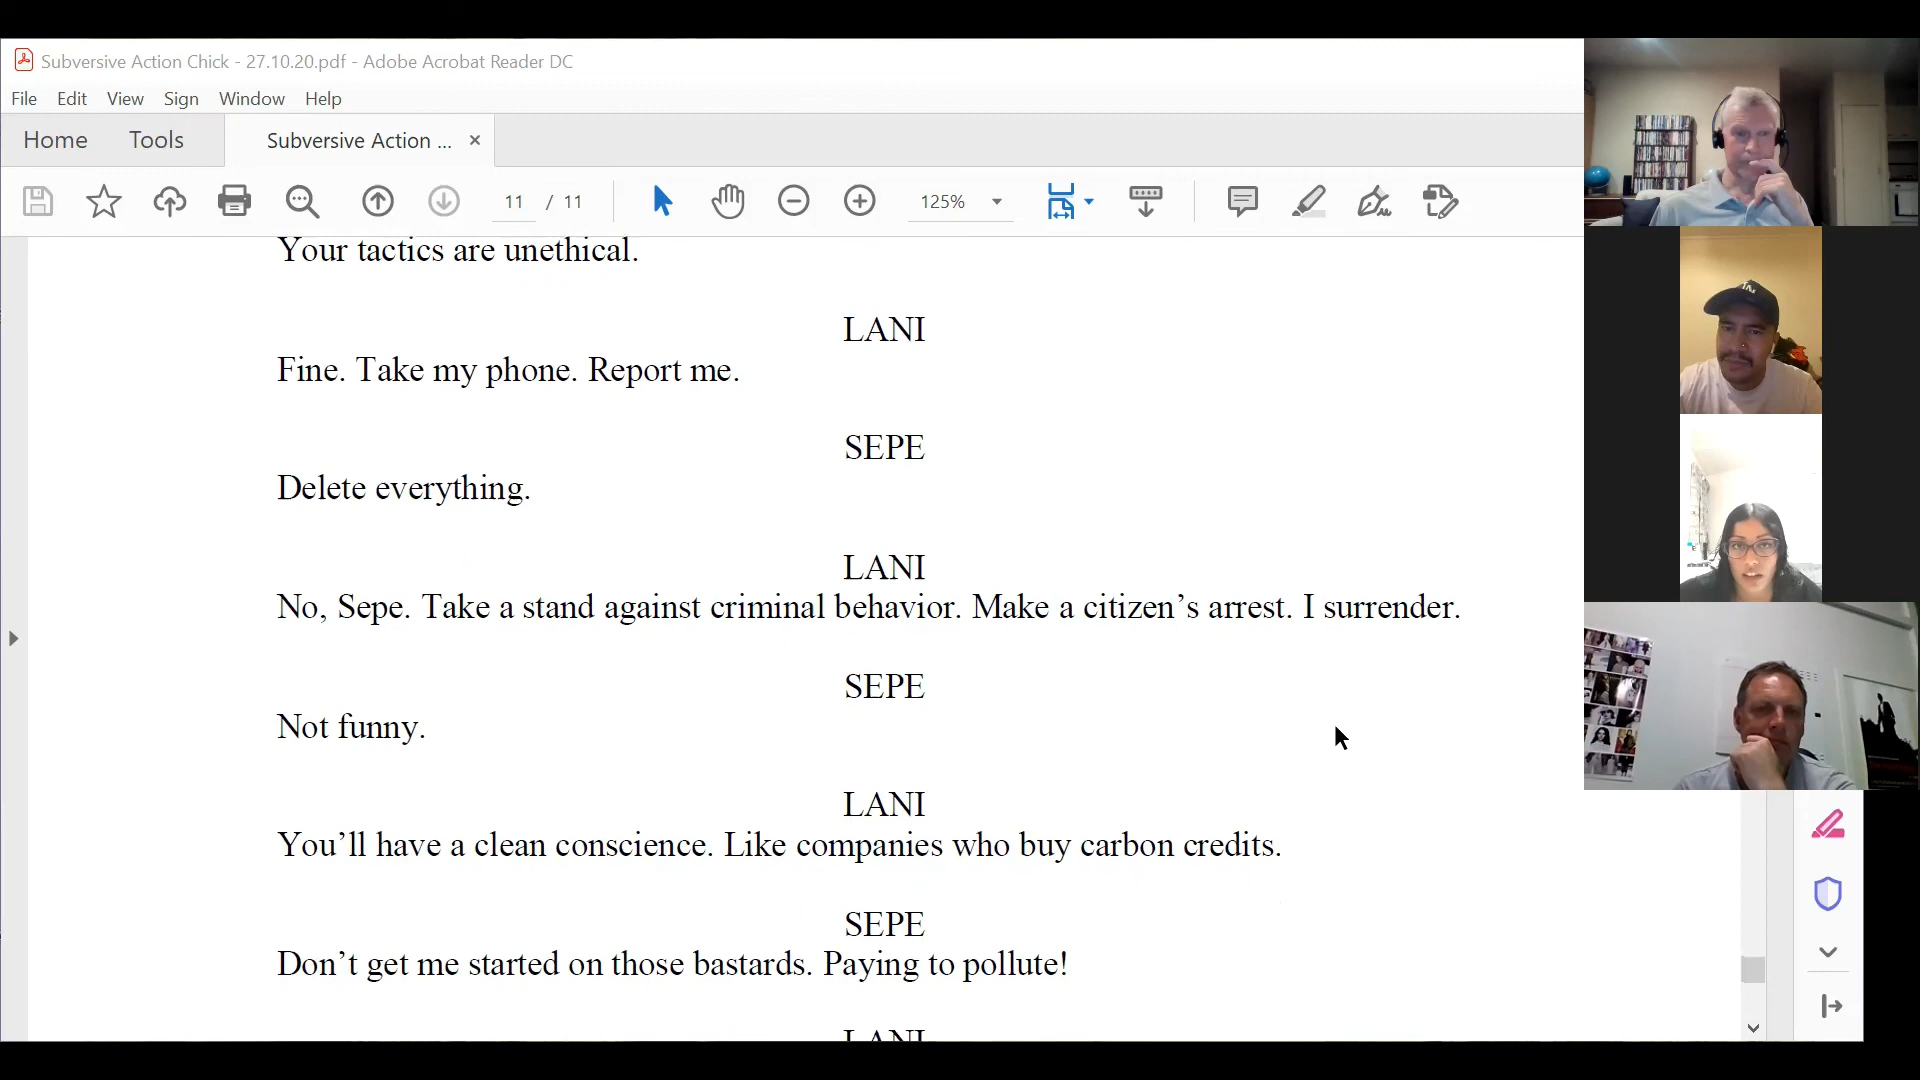 Subversive Action Chick - 27.10.20.pdf - Adobe Acrobat Reader DC
File Edit View Sign Window Help
Home Tools Subversive Action ... ×
11 / 11 125%
Your tactics are unethical.
LANI
Fine. Take my phone. Report me.
SEPE
Delete everything.
LANI
No, Sepe. Take a stand against criminal behavior. Make a citizen’s arrest. I surrender.
SEPE
Not funny.
LANI
You’ll have a clean conscience. Like companies who buy carbon credits.
SEPE
Don’t get me started on those bastards. Paying to pollute!
LANI